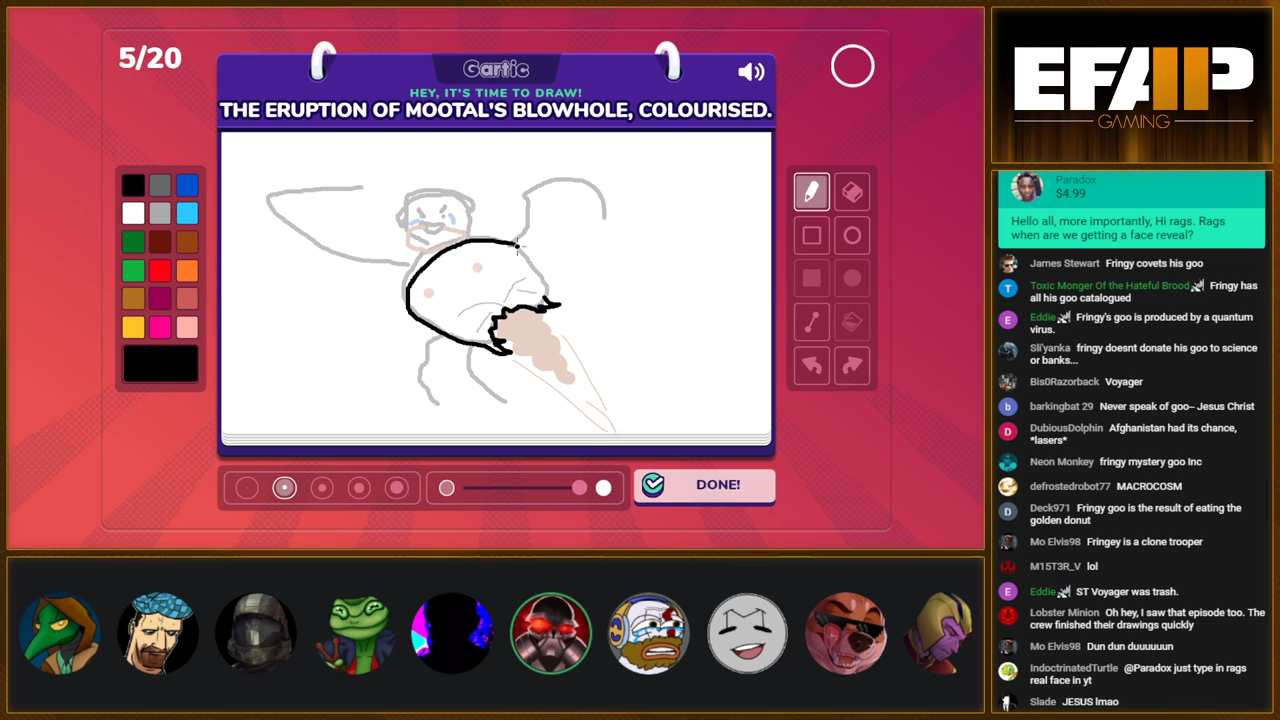 5/20
Gartic
HEY, IT'S TIME TO DRAW!
THE ERUPTION OF MOOTAL'S BLOWHOLE, COLOURISED.
DONE!
EFAP
GAMING
Paradox
$4.99
Hello all, more importantly, Hi rags. Rags
when are we getting a face reveal?
James Stewart Fringy covets his goo
Toxic Monger Of the Hateful Brood Fringy has
all his goo catalogued
Eddie Fringy's goo is produced by a quantum
virus.
Sli'yanka fringy doesnt donate his goo to science
or banks...
Bis0Razorback Voyager
barkingbat 29 Never speak of goo-- Jesus Christ
DubiousDolphin Afghanistan had its chance,
*lasers*
Neon Monkey fringy mystery goo Inc
defrostedrobot77 MACROCOSM
Deck971 Fringy goo is the result of eating the
golden donut
Mo Elvis98 Fringey is a clone trooper
M15T3R_V lol
Eddie ST Voyager was trash.
Lobster Minion Oh hey, I saw that episode too. The
crew finished their drawings quickly
Mo Elvis98 Dun dun duuuuuun
IndoctrinatedTurtle @Paradox just type in rags
real face in yt
Slade JESUS lmao